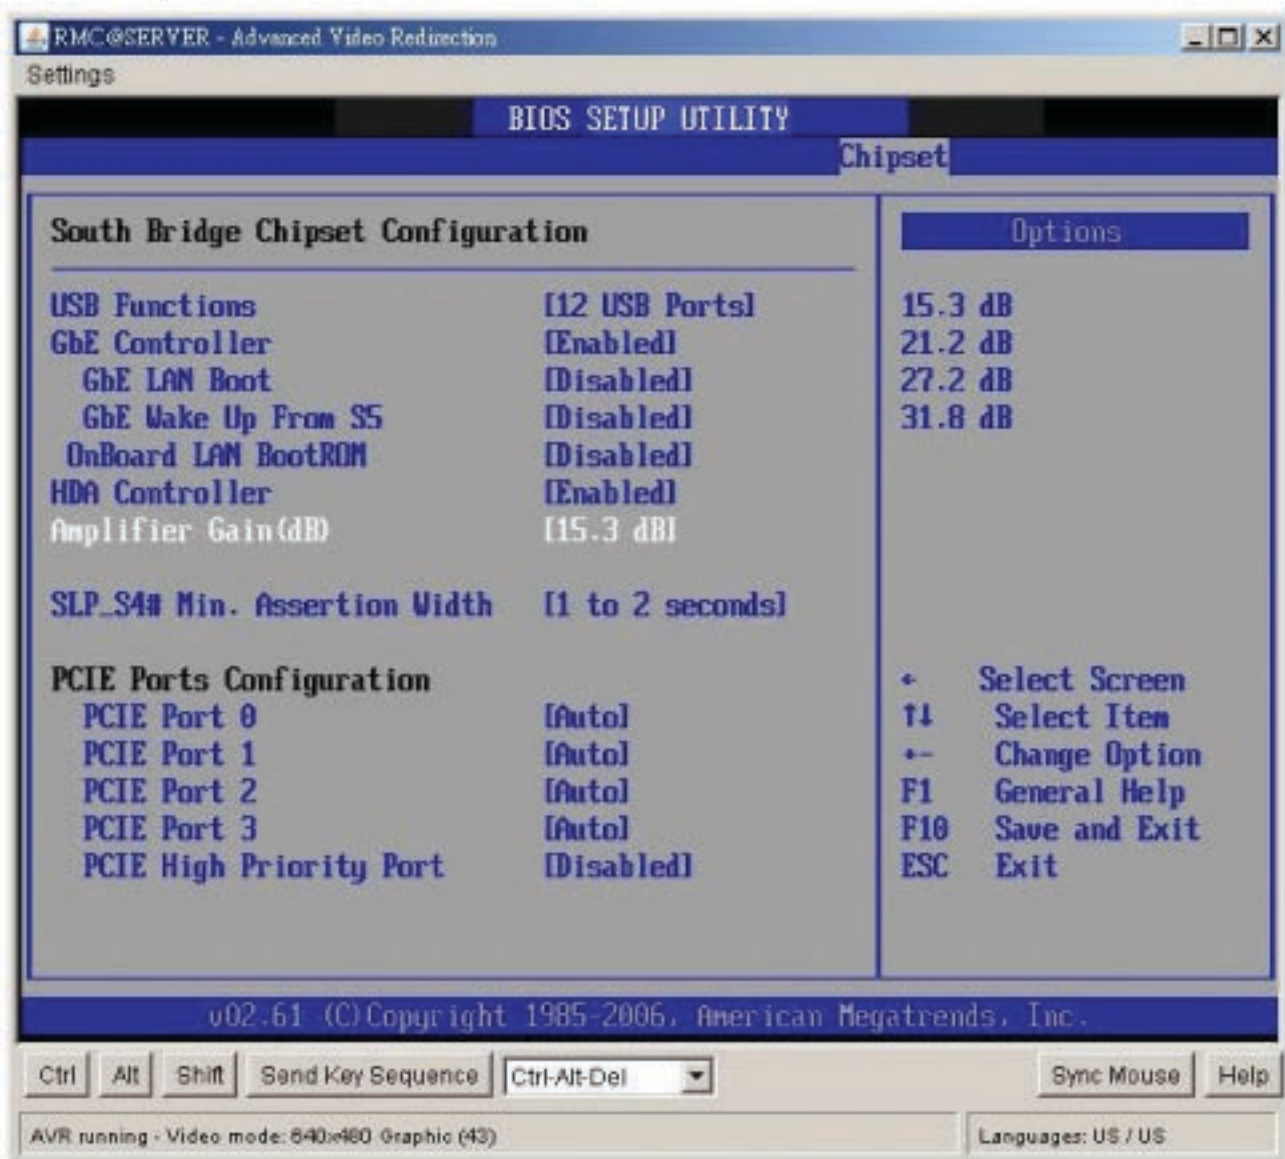 RMC@SERVER - Advanced Video Redirection
Settings
BIOS SETUP UTILITY
Chipset
South Bridge Chipset Configuration
USB Functions [12 USB Ports]
GbE Controller [Enabled]
GbE LAN Boot [Disabled]
GbE Wake Up From S5 [Disabled]
OnBoard LAN BootROM [Disabled]
HDA Controller [Enabled]
Amplifier Gain(dB) [15.3 dB]
SLP_S4# Min. Assertion Width [1 to 2 seconds]
PCIE Ports Configuration
PCIE Port 0 [Auto]
PCIE Port 1 [Auto]
PCIE Port 2 [Auto]
PCIE Port 3 [Auto]
PCIE High Priority Port [Disabled]
Options
15.3 dB
21.2 dB
27.2 dB
31.8 dB
← Select Screen
↑↓ Select Item
+- Change Option
F1 General Help
F10 Save and Exit
ESC Exit
v02.61 (C)Copyright 1985-2006, American Megatrends, Inc.
Ctrl Alt Shift Send Key Sequence Ctrl-Alt-Del Sync Mouse Help
AVR running - Video mode: 640x480 Graphic (43) Languages: US / US